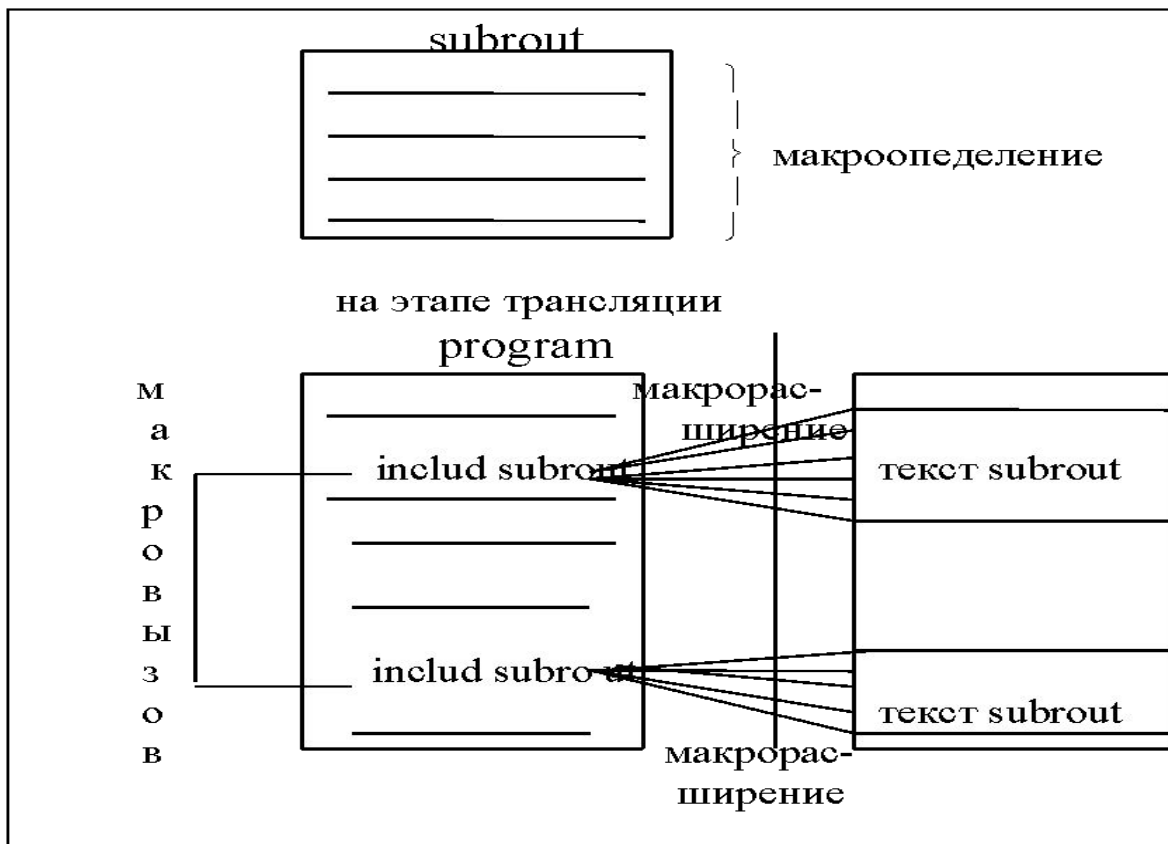 subrout
макроопеделение
на этапе трансляции
program
макровызов
макрорас-
ширение
includ subrout
текст subrout
includ subro ut
текст subrout
макрорас-
ширение